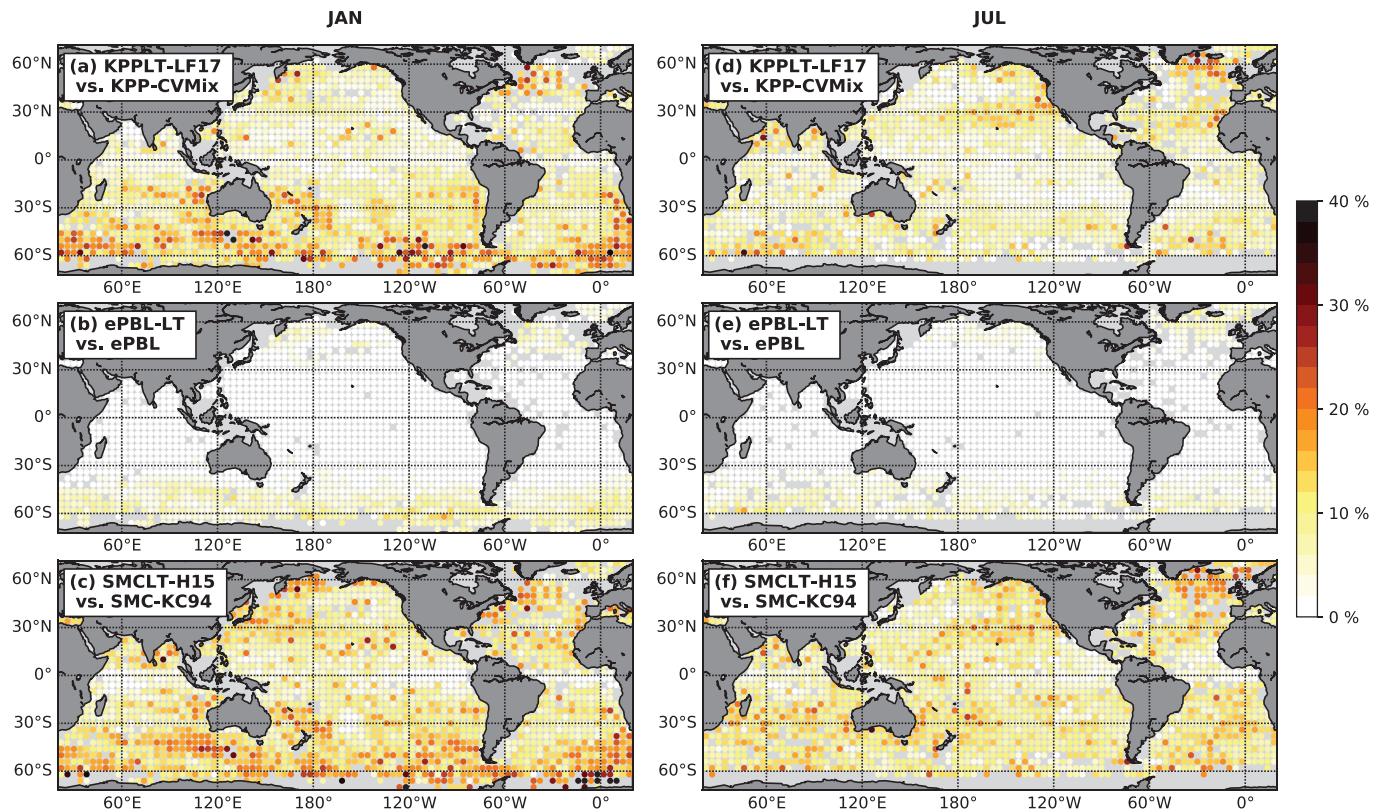 JAN
JUL
(a) KPPLT-LF17
vs. KPP-CVMix
60°N
30°N
0°
30°S
60°S
60°E 120°E 180° 120°W 60°W 0°
(d) KPPLT-LF17
vs. KPP-CVMix
60°N
30°N
0°
30°S
60°S
60°E 120°E 180° 120°W 60°W 0°
(b) ePBL-LT
vs. ePBL
60°N
30°N
0°
30°S
60°S
60°E 120°E 180° 120°W 60°W 0°
(e) ePBL-LT
vs. ePBL
60°N
30°N
0°
30°S
60°S
60°E 120°E 180° 120°W 60°W 0°
(c) SMCLT-H15
vs. SMC-KC94
60°N
30°N
0°
30°S
60°S
60°E 120°E 180° 120°W 60°W 0°
(f) SMCLT-H15
vs. SMC-KC94
60°N
30°N
0°
30°S
60°S
60°E 120°E 180° 120°W 60°W 0°
40 %
30 %
20 %
10 %
0 %